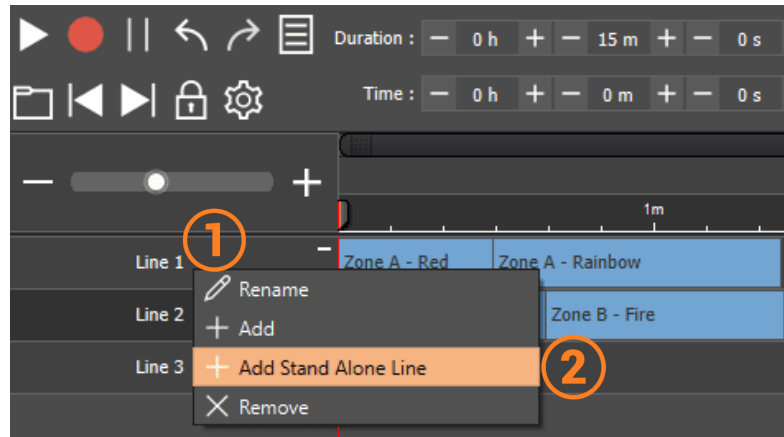 Duration : 0 h 15 m 0 s
Time : 0 h 0 m 0 s
1m
1
Line 1 Zone A - Red Zone A - Rainbow
Rename
Line 2 Zone B - Fire
Add
Line 3 Add Stand Alone Line 2
Remove